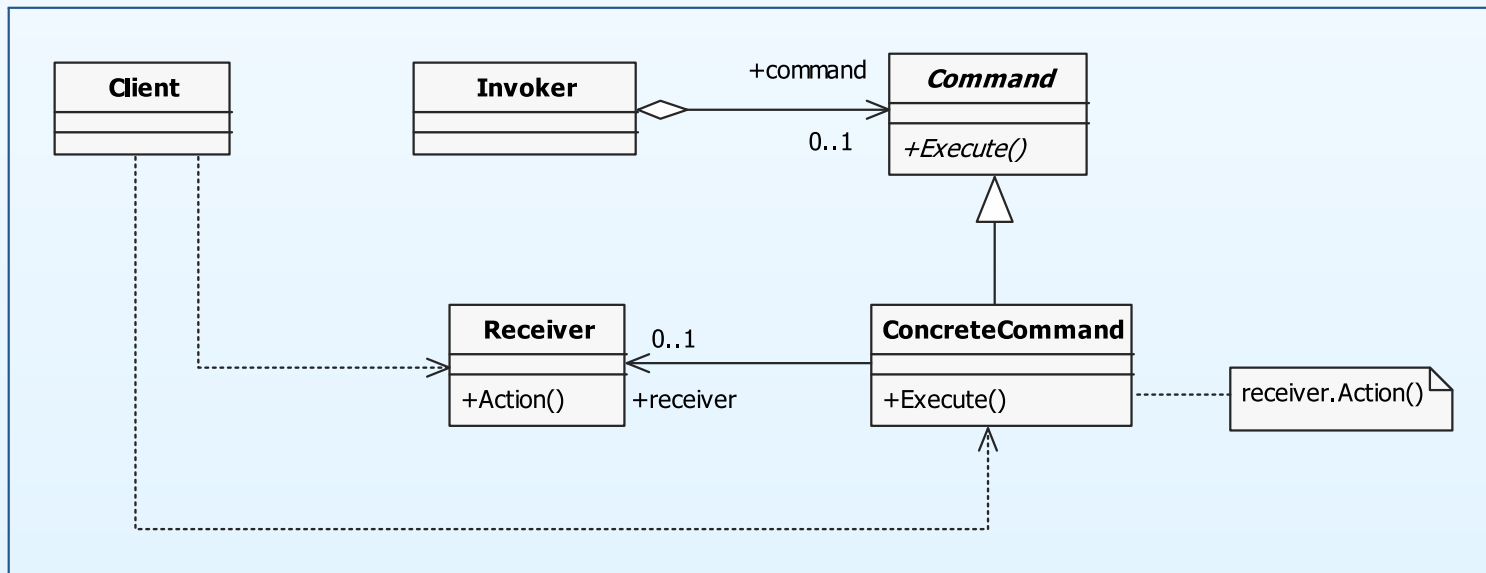 Client
Invoker
+command
0..1
Command
+Execute()
Receiver
+Action()
0..1
+receiver
ConcreteCommand
+Execute()
receiver.Action()